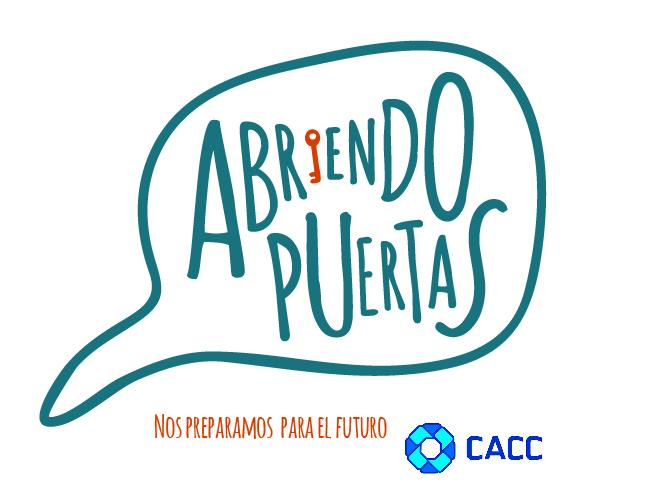 ABRIENDO
PUERTAS
NOS PREPARAMOS PARA EL FUTURO
CACC